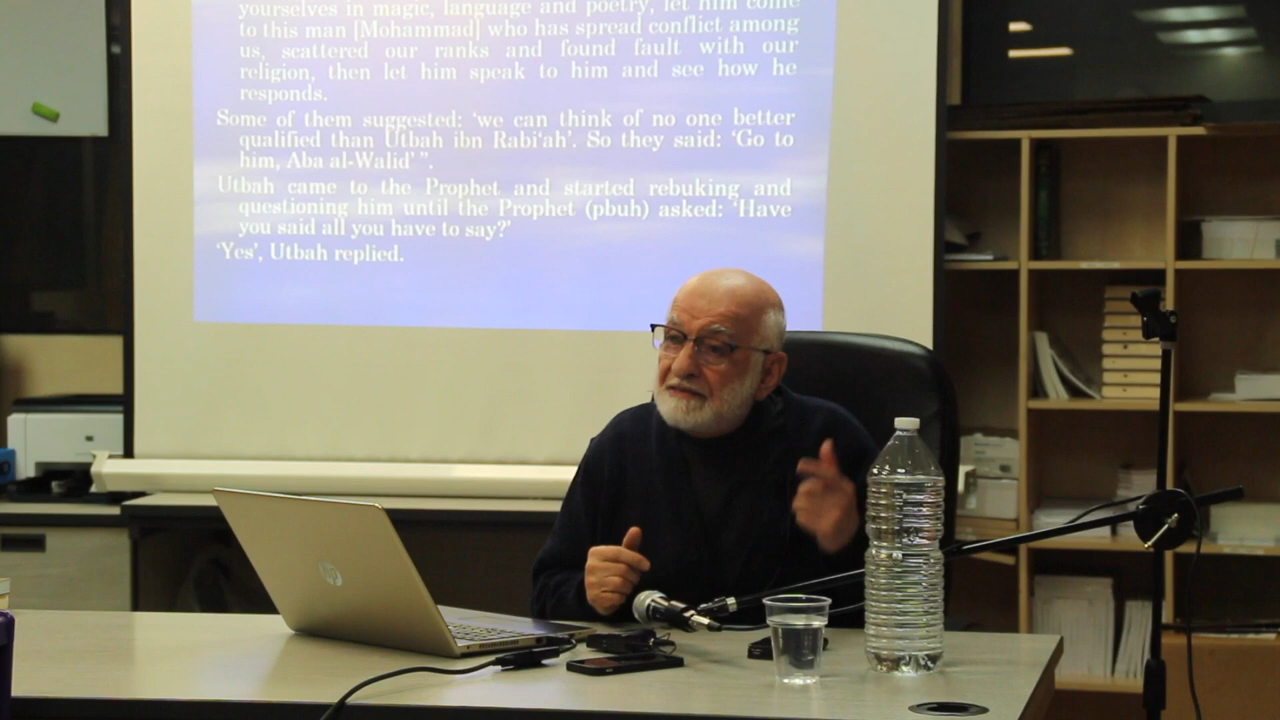 yourselves in magic, language and poetry, let him come
to this man [Mohammad] who has spread conflict among
us, scattered our ranks and found fault with our
religion, then let him speak to him and see how he
responds.
Some of them suggested: ‘we can think of no one better
qualified than Utbah ibn Rabi‘ah’. So they said: ‘Go to
him, Aba al-Walid’ ”.
Utbah came to the Prophet and started rebuking and
questioning him until the Prophet (pbuh) asked: ‘Have
you said all you have to say?’
‘Yes’, Utbah replied.
hp